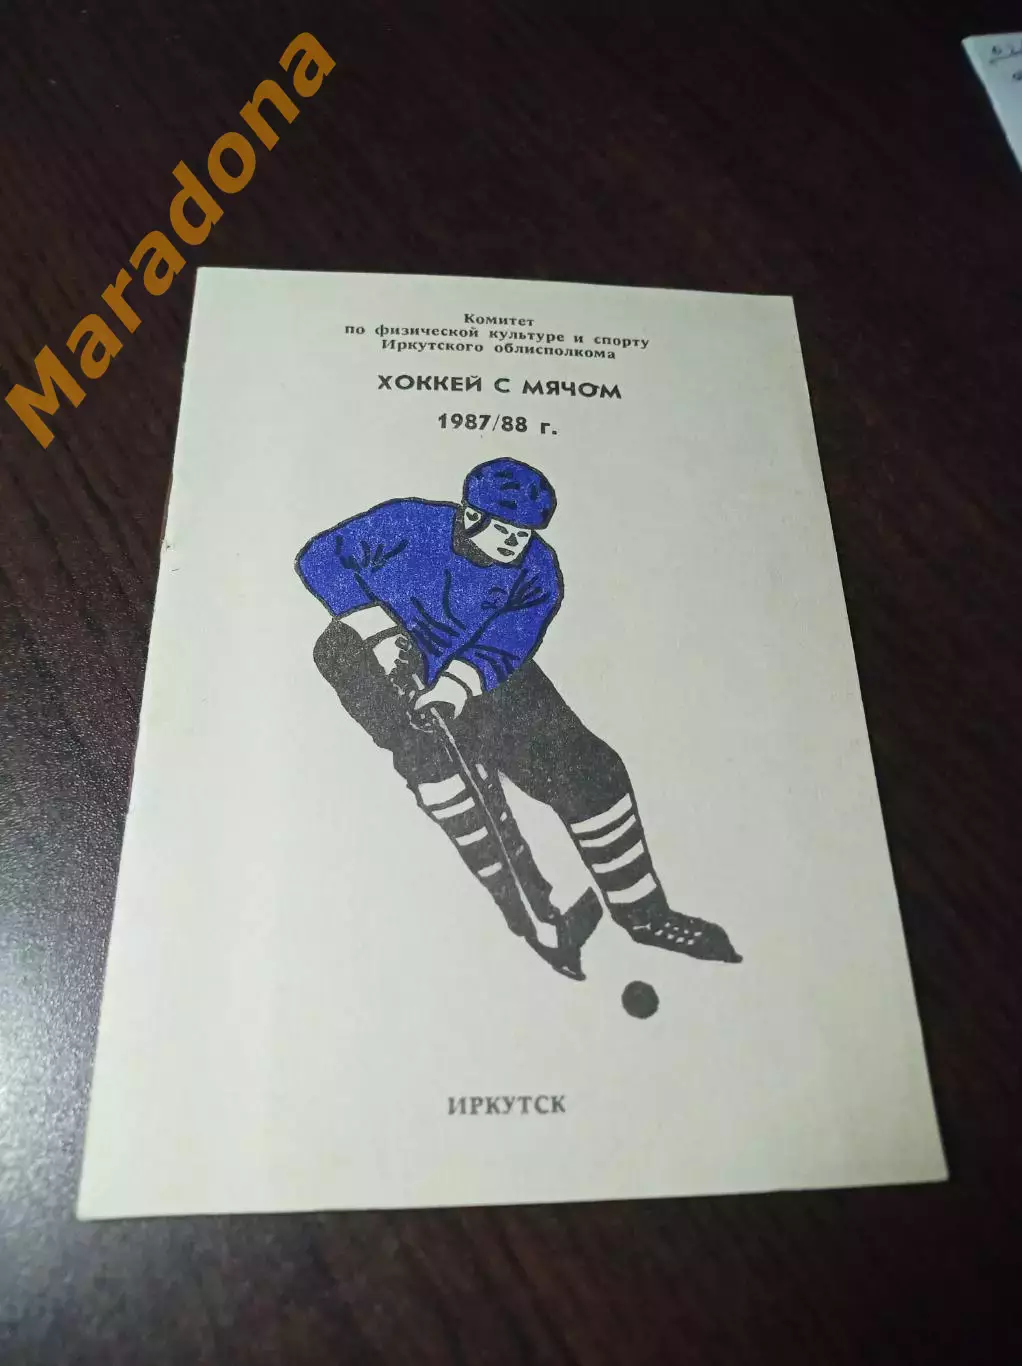 Maradona
Комитет
по физической культуре и спорту
Иркутского облисполкома
ХОККЕЙ С МЯЧОМ
1987/88 г.
ИРКУТСК